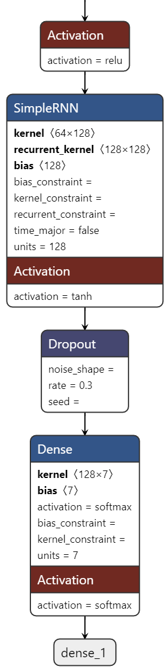 Activation
activation = relu
SimpleRNN
kernel 〈64×128〉
recurrent_kernel 〈128×128〉
bias 〈128〉
bias_constraint =
kernel_constraint =
recurrent_constraint =
time_major = false
units = 128
Activation
activation = tanh
Dropout
noise_shape =
rate = 0.3
seed =
Dense
kernel 〈128×7〉
bias 〈7〉
activation = softmax
bias_constraint =
kernel_constraint =
units = 7
Activation
activation = softmax
dense_1